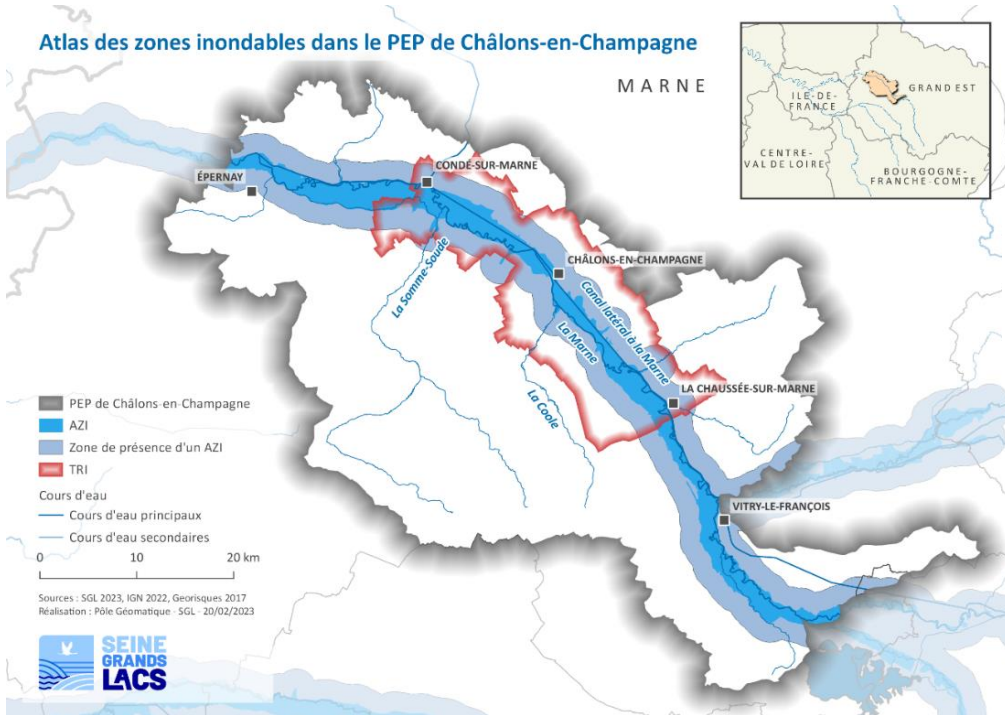 Atlas des zones inondables dans le PEP de Châlons-en-Champagne
MARNE
ILE-DE-
FRANCE
GRAND EST
CENTRE-
VAL DE LOIRE
BOURGOGNE-
FRANCHE-COMTE
ÉPERNAY
CONDÉ-SUR-MARNE
La Somme-Soude
CHÂLONS-EN-CHAMPAGNE
Canal latéral à la Marne
La Marne
La Coole
LA CHAUSSÉE-SUR-MARNE
VITRY-LE-FRANÇOIS
PEP de Châlons-en-Champagne
AZI
Zone de présence d'un AZI
TRI
Cours d'eau
Cours d'eau principaux
Cours d'eau secondaires
0 10 20 km
Sources : SGL 2023, IGN 2022, Georisques 2017
Réalisation : Pôle Géomatique - SGL - 20/02/2023
SEINE
GRANDS
LACS